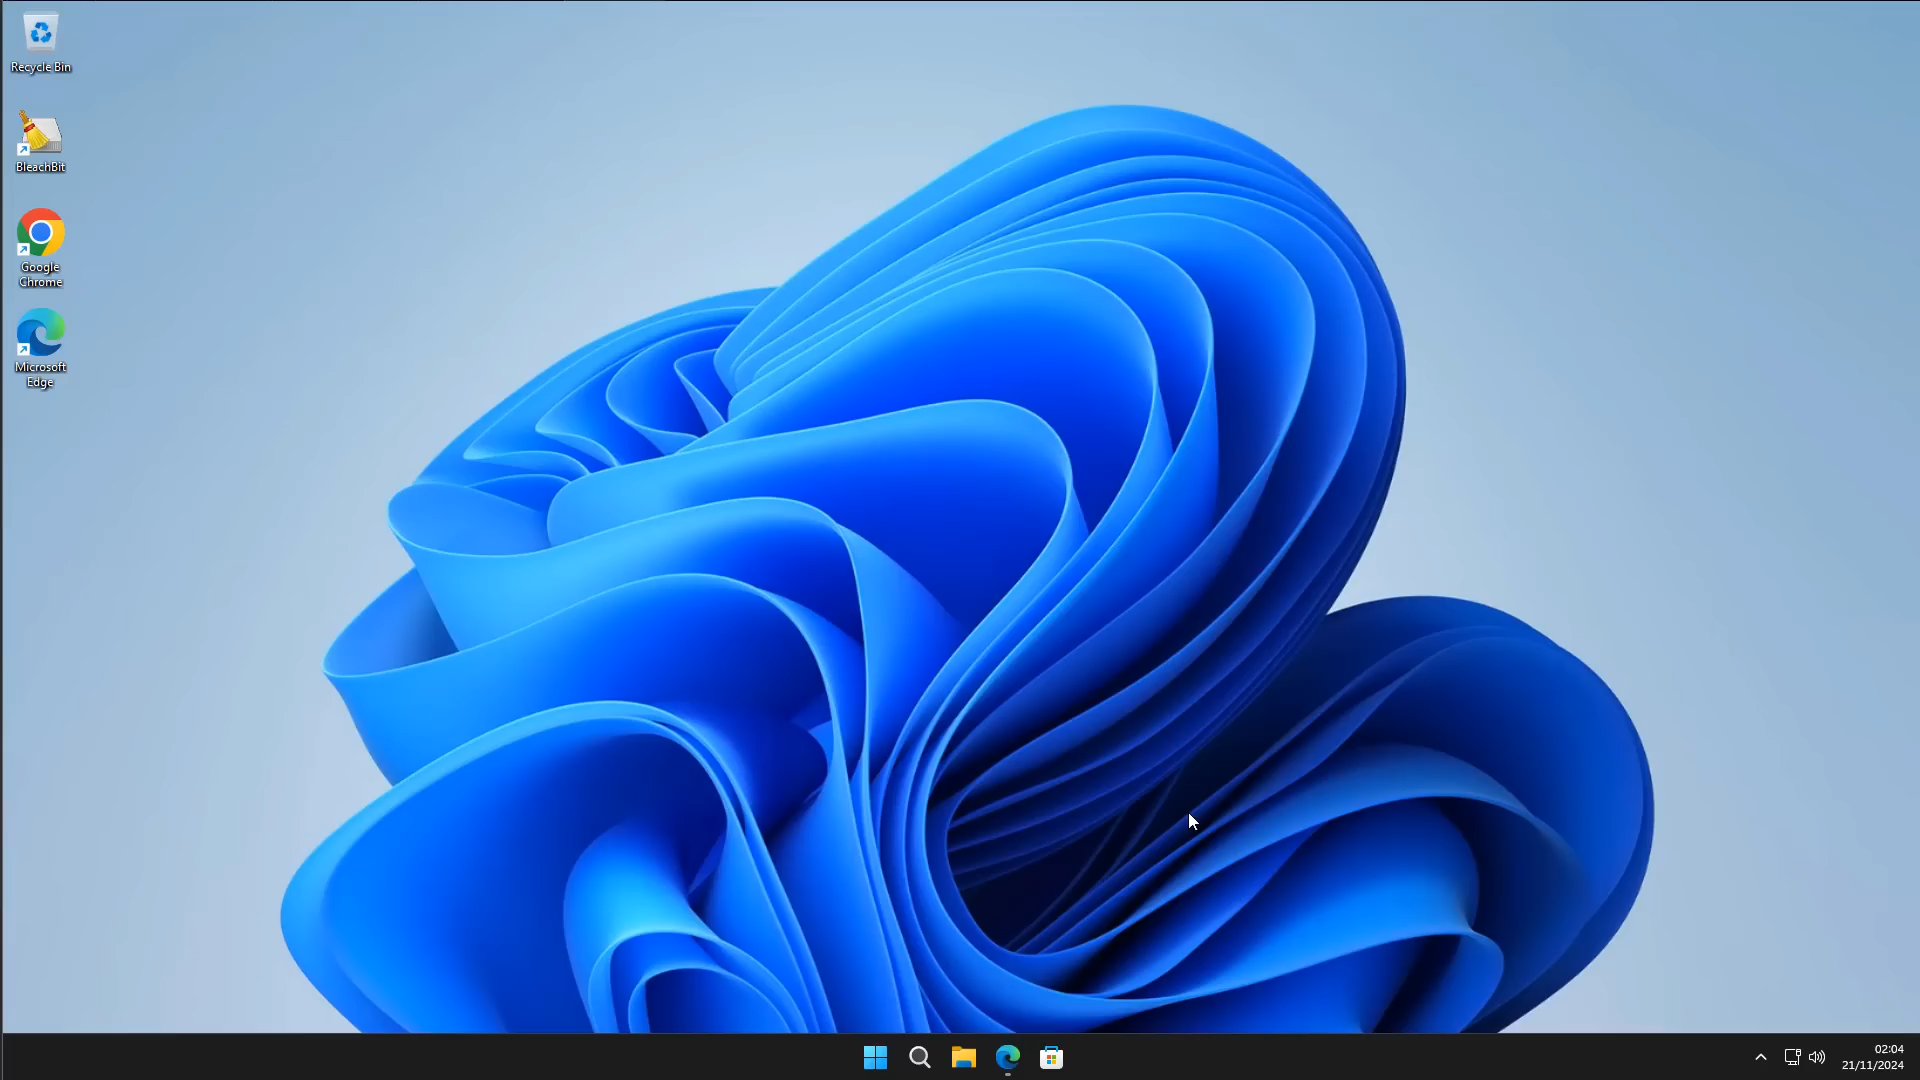 Recycle Bin
BleachBit
Google
Chrome
Microsoft
Edge
02:04
21/11/2024